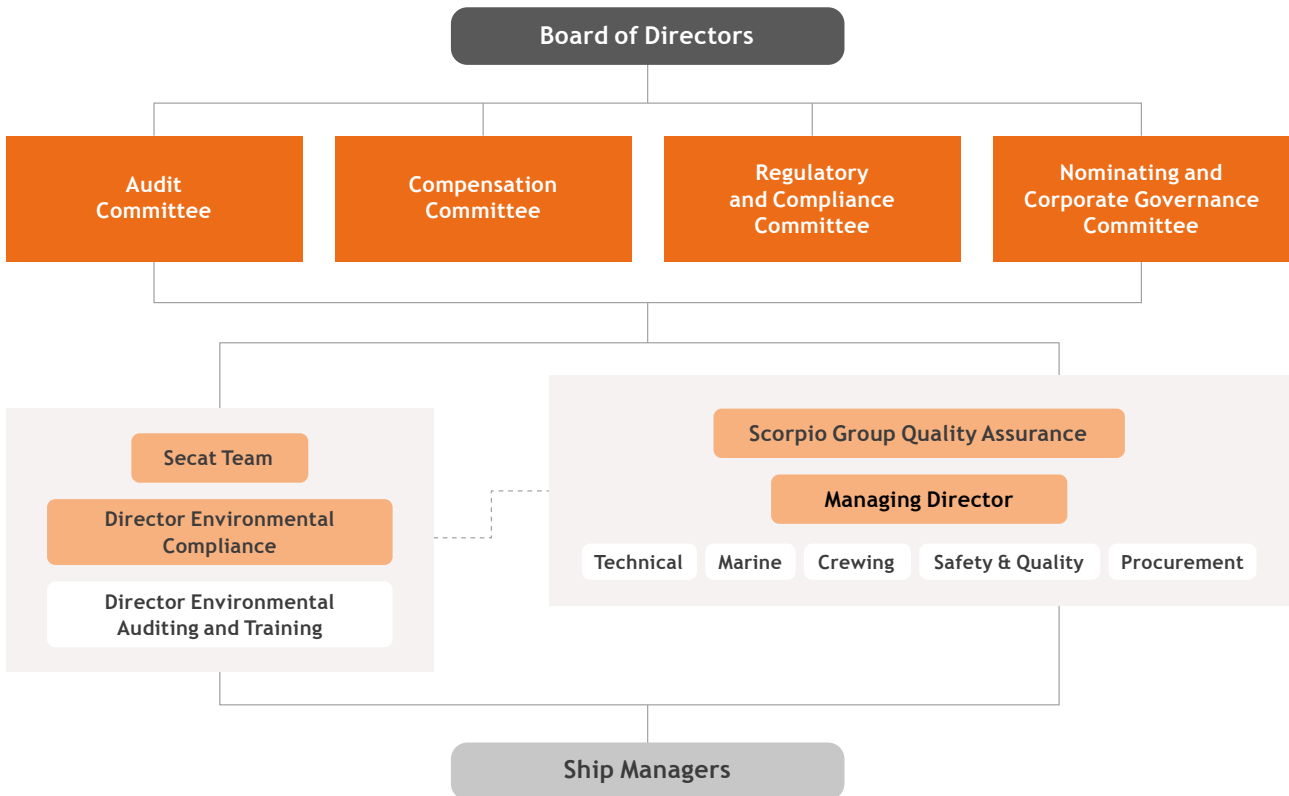 Board of Directors
Audit
Committee
Compensation
Committee
Regulatory
and Compliance
Committee
Nominating and
Corporate Governance
Committee
Secat Team
Director Environmental
Compliance
Director Environmental
Auditing and Training
Scorpio Group Quality Assurance
Managing Director
Technical
Marine
Crewing
Safety & Quality
Procurement
Ship Managers